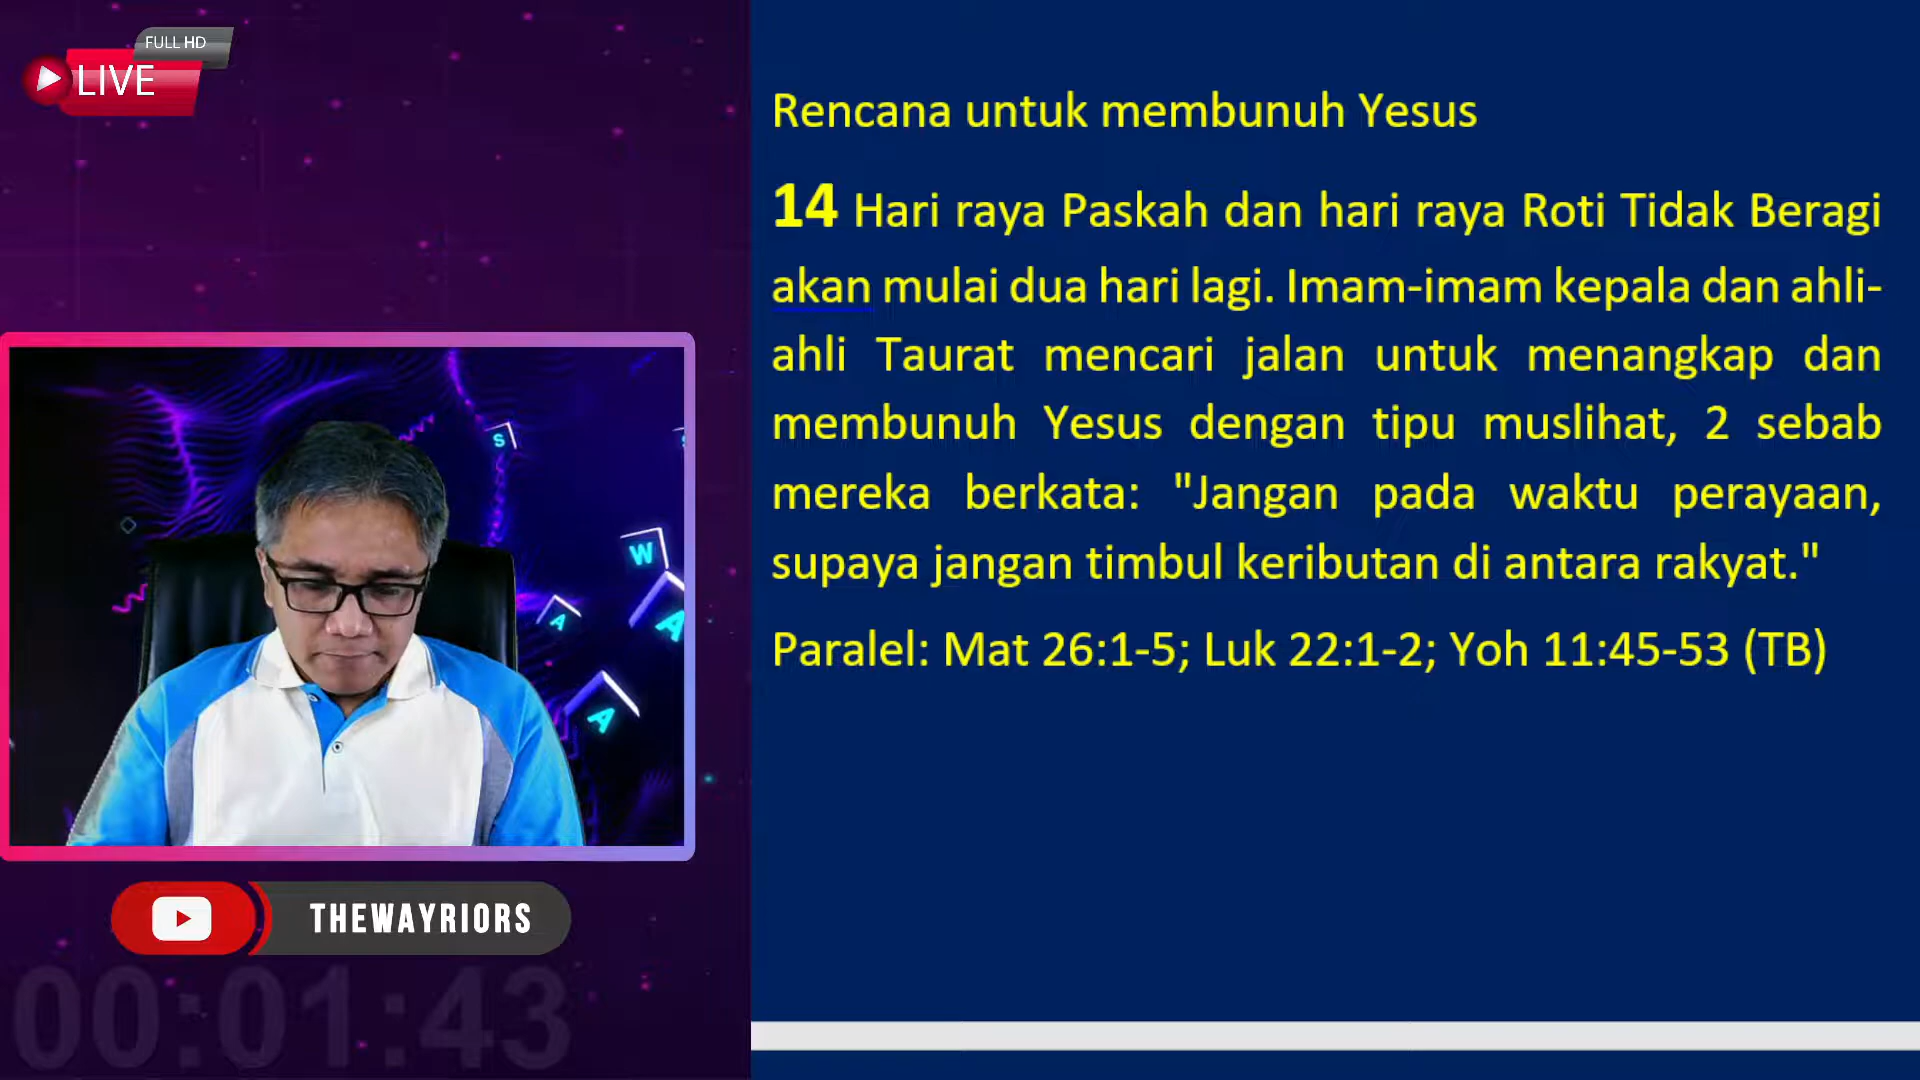 FULL HD
LIVE
Rencana untuk membunuh Yesus
14 Hari raya Paskah dan hari raya Roti Tidak Beragi
akan mulai dua hari lagi. Imam-imam kepala dan ahli-
ahli Taurat mencari jalan untuk menangkap dan
membunuh Yesus dengan tipu muslihat, 2 sebab
mereka berkata: "Jangan pada waktu perayaan,
supaya jangan timbul keributan di antara rakyat."
Paralel: Mat 26:1-5; Luk 22:1-2; Yoh 11:45-53 (TB)
S
W
A
A
A
THEWAYRIORS
00:01:43